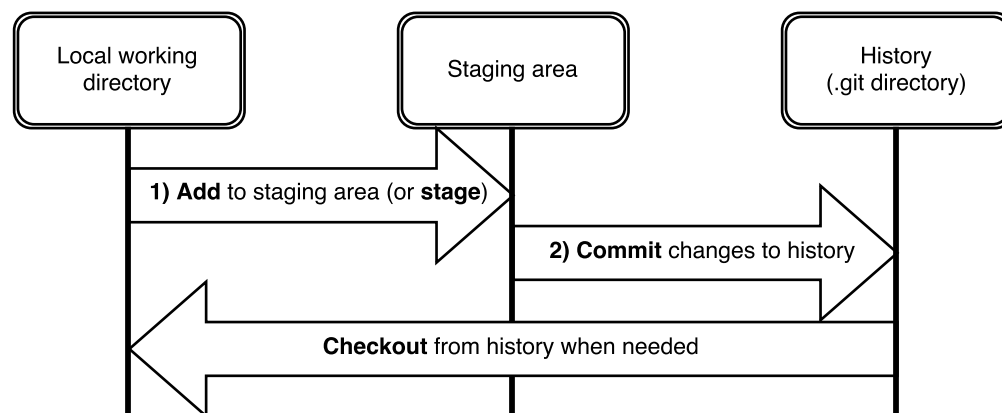 Local working
directory
Staging area
History
(.git directory)
1) Add to staging area (or stage)
2) Commit changes to history
Checkout from history when needed